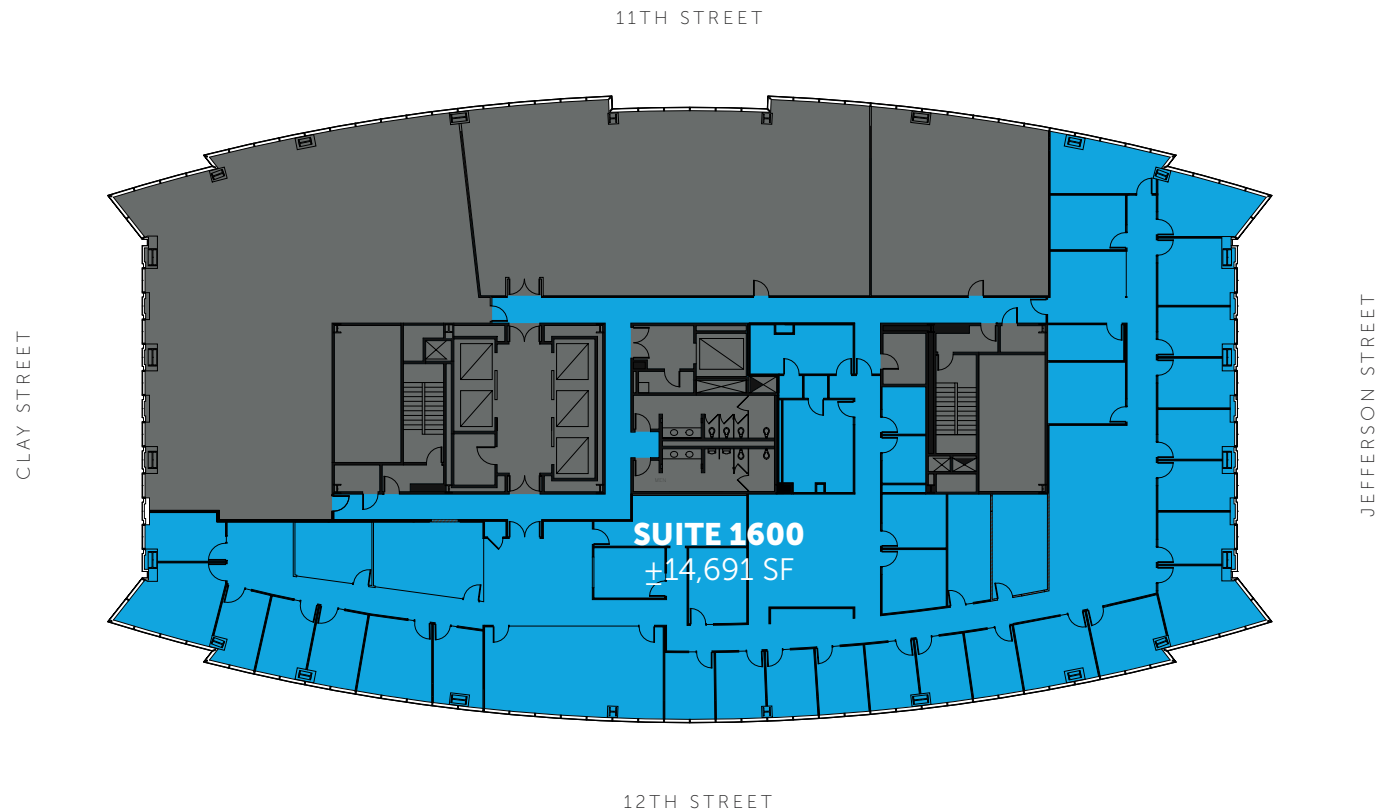 11TH STREET
CLAY STREET
JEFFERSON STREET
SUITE 1600
±14,691 SF
12TH STREET